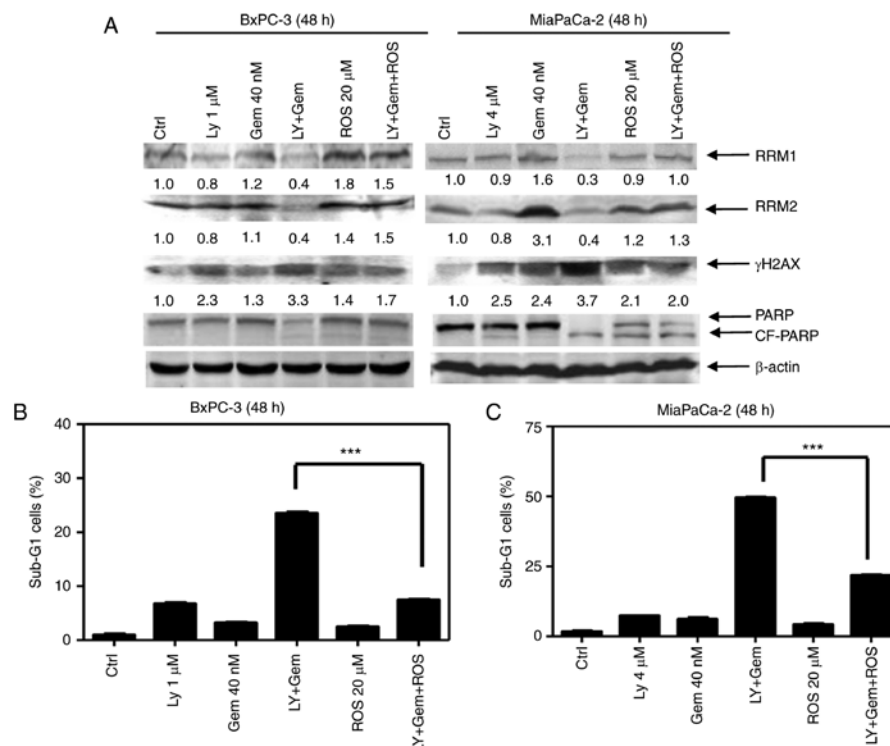 A
BxPC-3 (48 h)
MiaPaCa-2 (48 h)
Ctrl
Ly 1 μM
Gem 40 nM
LY+Gem
ROS 20 μM
LY+Gem+ROS
Ctrl
Ly 4 μM
Gem 40 nM
LY+Gem
ROS 20 μM
LY+Gem+ROS
RRM1
1.0 0.8 1.2 0.4 1.8 1.5
1.0 0.9 1.6 0.3 0.9 1.0
RRM2
1.0 0.8 1.1 0.4 1.4 1.5
1.0 0.8 3.1 0.4 1.2 1.3
γH2AX
1.0 2.3 1.3 3.3 1.4 1.7
1.0 2.5 2.4 3.7 2.1 2.0
PARP
CF-PARP
β-actin
B
BxPC-3 (48 h)
Sub-G1 cells (%)
40
30
20
10
0
***
Ctrl
Ly 1 μM
Gem 40 nM
LY+Gem
ROS 20 μM
LY+Gem+ROS
C
MiaPaCa-2 (48 h)
Sub-G1 cells (%)
75
50
25
0
***
Ctrl
Ly 4 μM
Gem 40 nM
LY+Gem
ROS 20 μM
LY+Gem+ROS